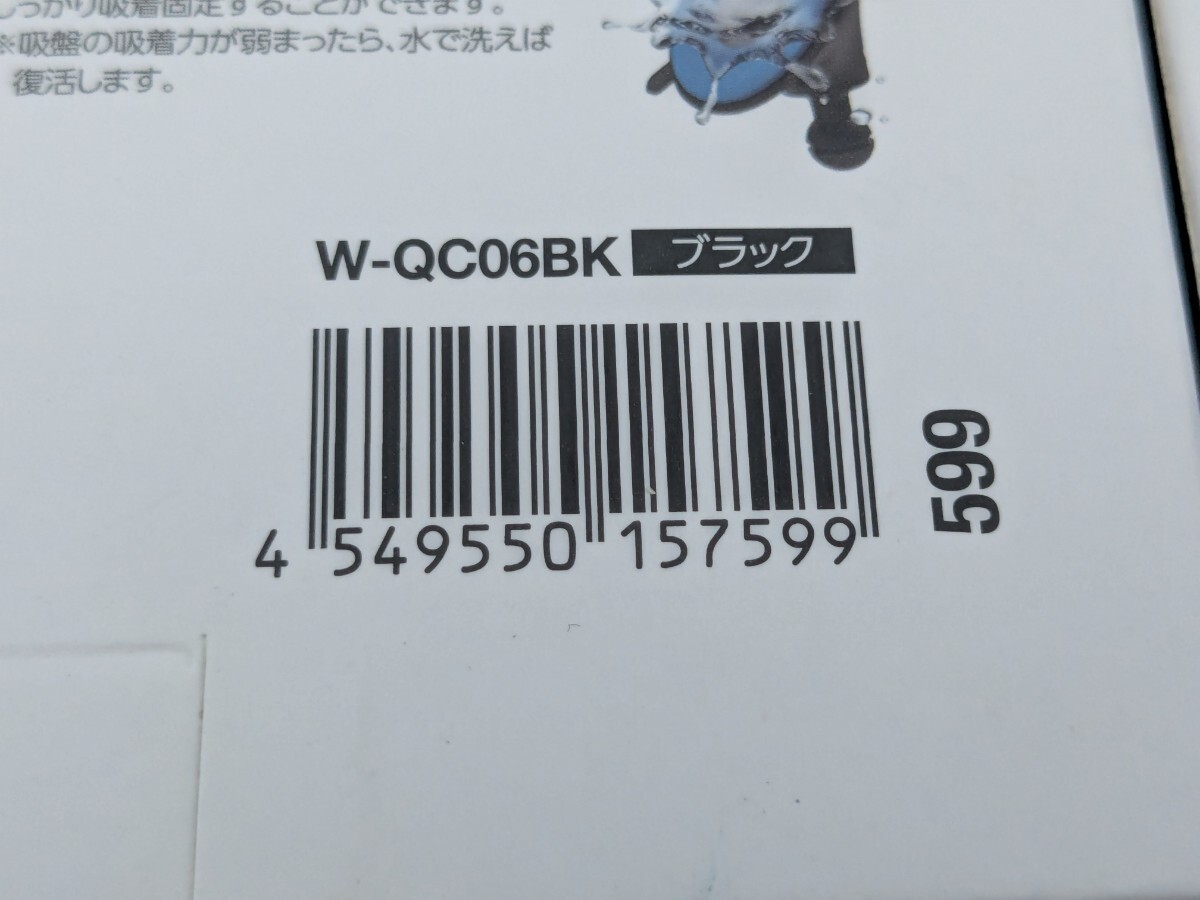 しっかり吸着固定することができます。
※吸盤の吸着力が弱まったら、水で洗えば
復活します。
W-QC06BK ブラック
4 549550 157599
599